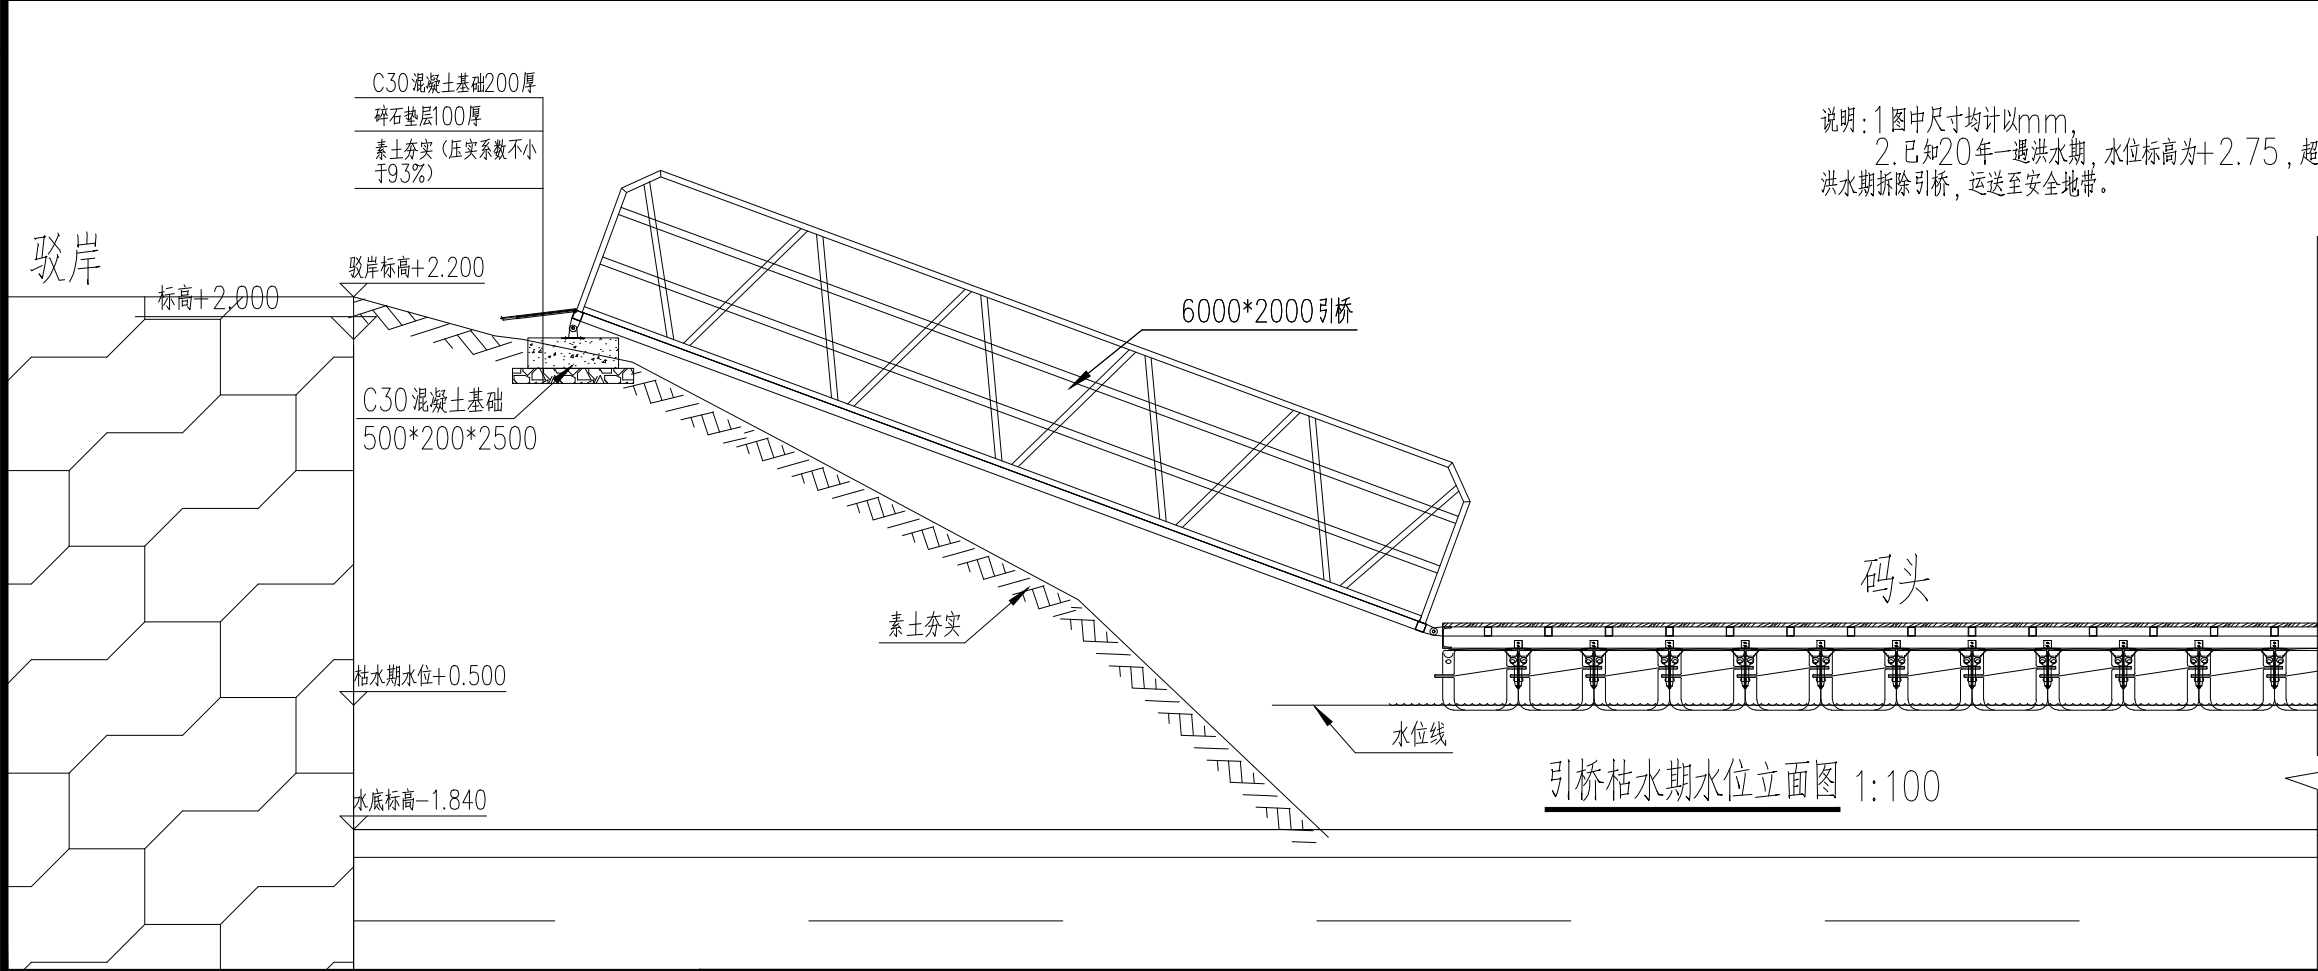 C30混凝土基础200厚
碎石垫层100厚
素土夯实（压实系数不小
于93%）
说明：1图中尺寸均计以mm，
2.已知20年一遇洪水期，水位标高为+2.75，超
洪水期拆除引桥，运送至安全地带。
驳岸
驳岸标高+2.200
标高+2.000
6000*2000引桥
C30混凝土基础
500*200*2500
码头
素土夯实
枯水期水位+0.500
水位线
引桥枯水期水位立面图 1:100
水底标高-1.840